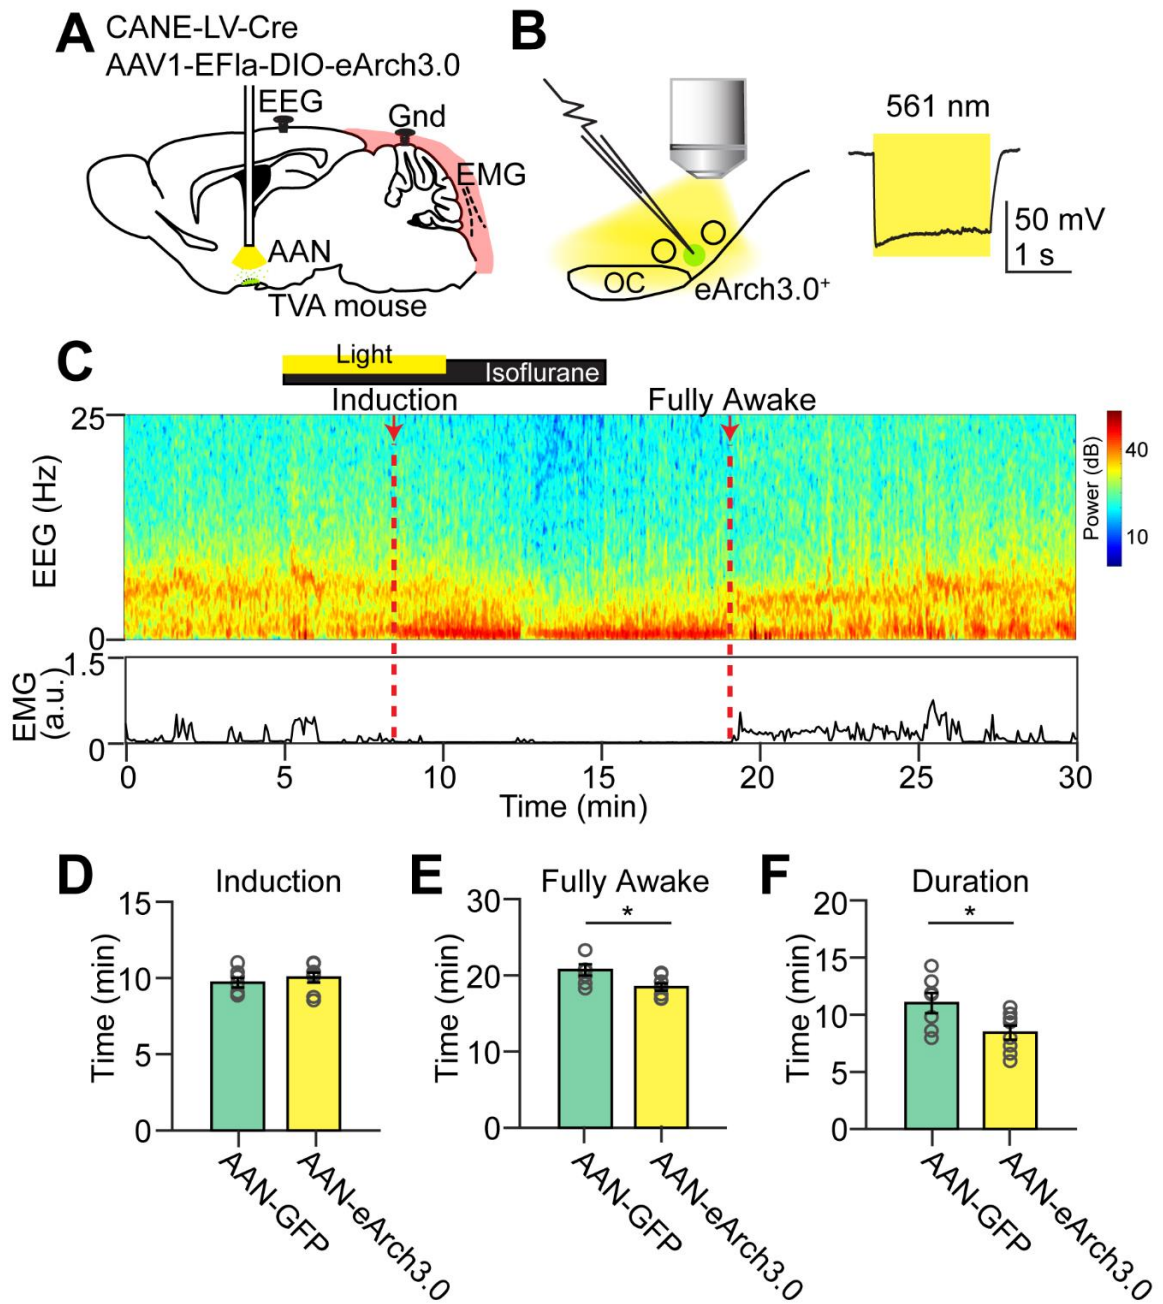 A
CANE-LV-Cre
AAV1-EFIa-DIO-eArch3.0
EEG
Gnd
EMG
AAN
TVA mouse
B
561 nm
50 mV
1 s
OC
eArch3.0+
C
Light
Isoflurane
Induction
Fully Awake
25
0
EEG (Hz)
40
10
Power (dB)
1.5
0
EMG
(a.u.)
0 5 10 15 20 25 30
Time (min)
D
Induction
15
10
5
0
Time (min)
AAN-GFP
AAN-eArch3.0
E
Fully Awake
*
30
20
10
0
Time (min)
AAN-GFP
AAN-eArch3.0
F
Duration
*
20
15
10
5
0
Time (min)
AAN-GFP
AAN-eArch3.0